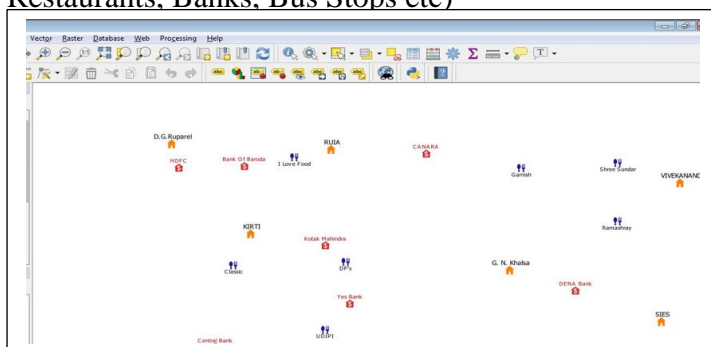 Restaurants, Banks, Bus Stops etc)
Vector Raster Database Web Processing Help
D.G.Ruparel
RUIA
CANARA
HDFC
Bank Of Baroda
I Love Food
Garnish
Shree Sundar
VIVEKANAND
KIRTI
Ramashray
Kotak Mahindra
Classic
DP's
G. N. Khalsa
DENA Bank
Yes Bank
SIES
UDIPI
Central Bank